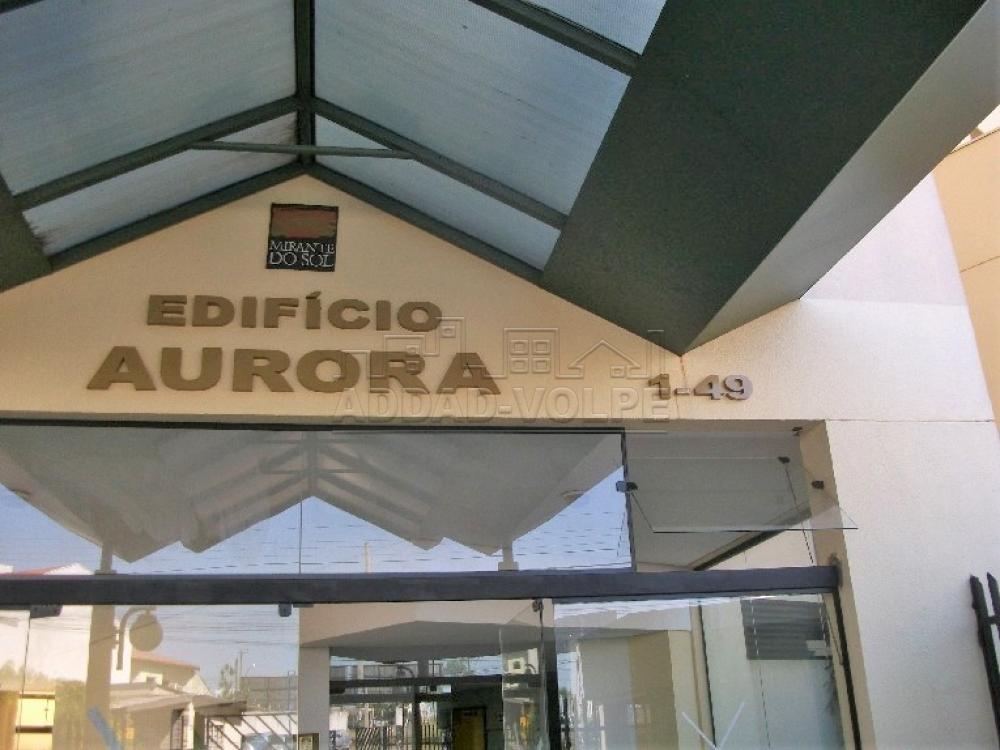 MIRANTE
DO SOL
EDIFÍCIO
AURORA
1-49
ADDAD-VOLPE